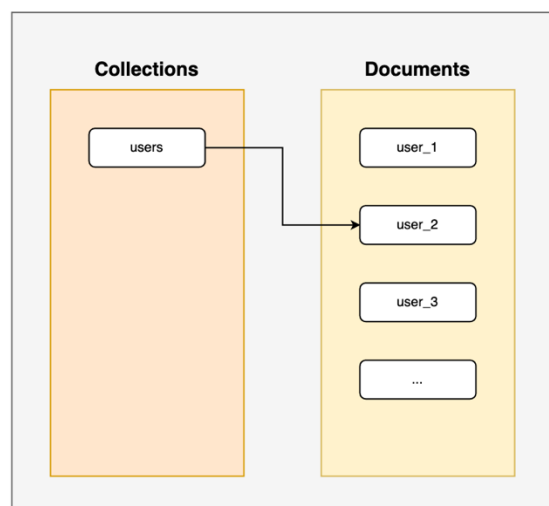 Collections
Documents
users
user_1
user_2
user_3
...